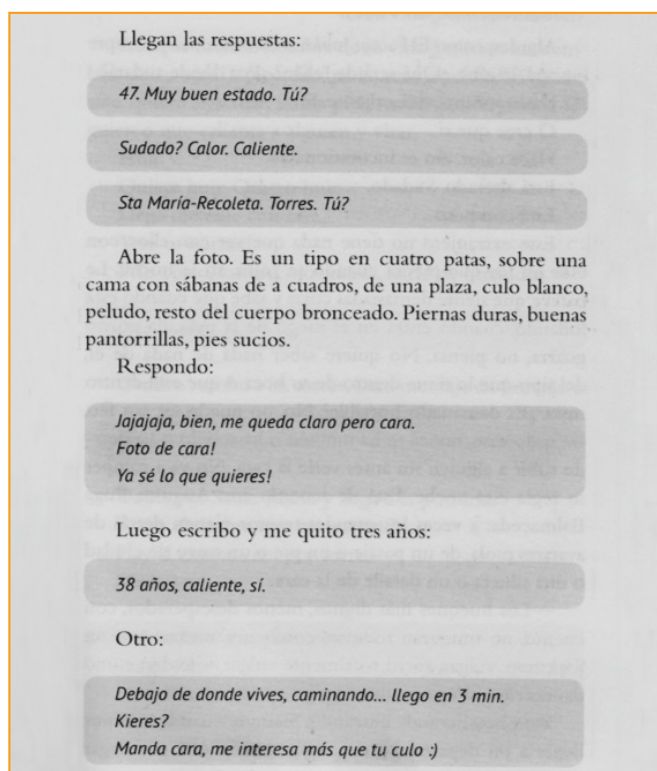 Llegan las respuestas:
47. Muy buen estado. Tú?
Sudado? Calor. Caliente.
Sta María-Recoleta. Torres. Tú?
Abre la foto. Es un tipo en cuatro patas, sobre una
cama con sábanas de a cuadros, de una plaza, culo blanco,
peludo, resto del cuerpo bronceado. Piernas duras, buenas
pantorrillas, pies sucios.
Respondo:
Jajajaja, bien, me queda claro pero cara.
Foto de cara!
Ya sé lo que quieres!
Luego escribo y me quito tres años:
38 años, caliente, sí.
Otro:
Debajo de donde vives, caminando... llego en 3 min.
Kieres?
Manda cara, me interesa más que tu culo :)